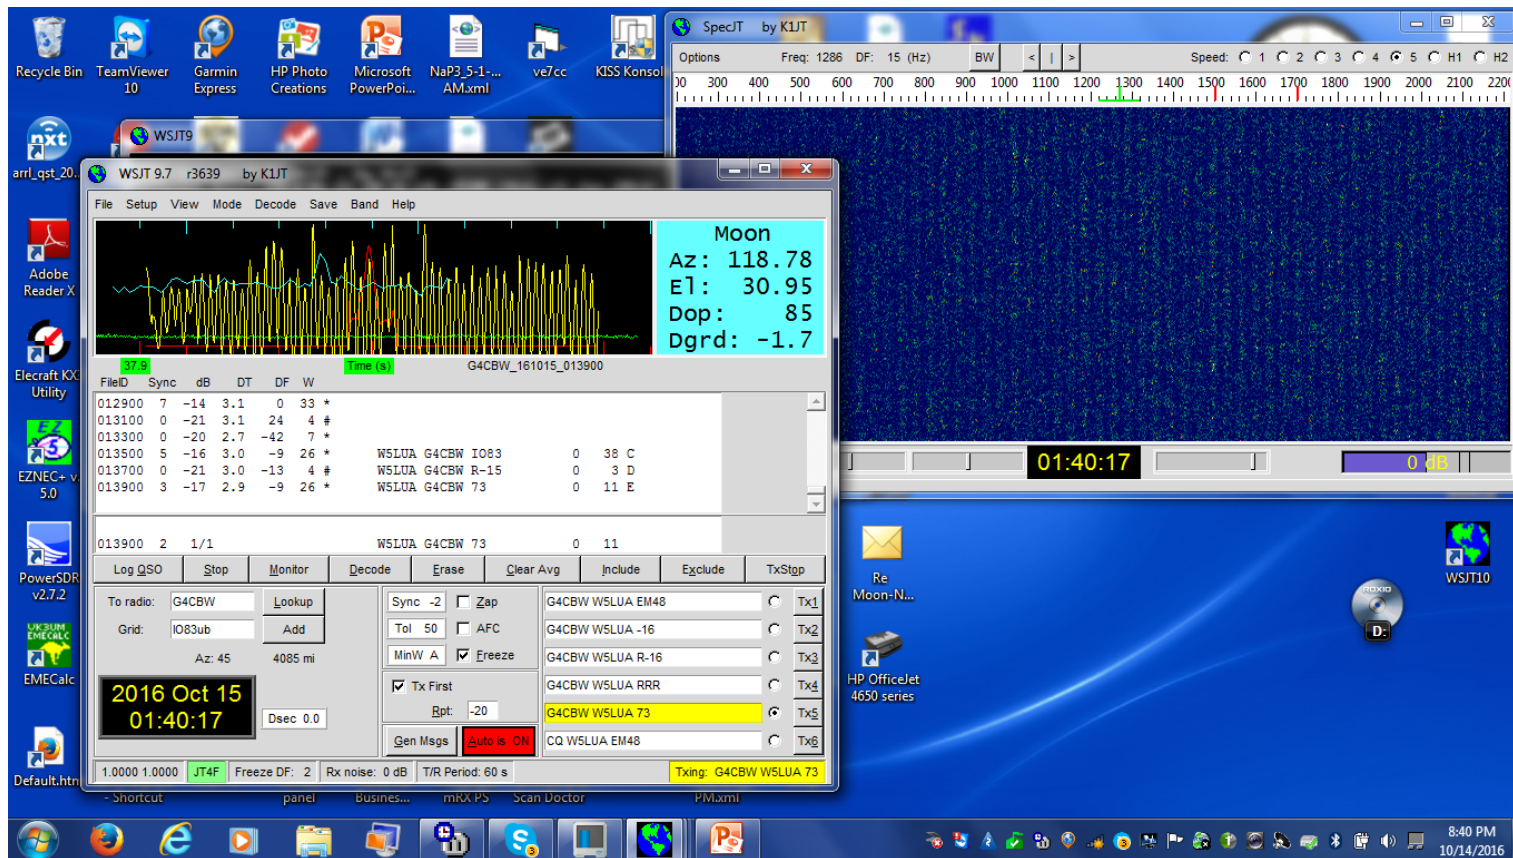 Recycle Bin
TeamViewer 10
Garmin Express
HP Photo Creations
Microsoft PowerPoi...
NaP3_5-1-... AM.xml
ve7cc
KISS Konsol
arrl_qst_20...
Adobe Reader X
Elecraft KX3 Utility
EZNEC+ v. 5.0
PowerSDR v2.7.2
VK3UM EMECALC
EMECalc
Default.htm
- Shortcut
panel
Busines...
mRX PS
Scan Doctor
PM.xml
WSJT9
SpecJT by K1JT
Options Freq: 1286 DF: 15 (Hz) BW < | > Speed: 1 2 3 4 5 H1 H2
300 400 500 600 700 800 900 1000 1100 1200 1300 1400 1500 1600 1700 1800 1900 2000 2100 220
01:40:17 0 dB
WSJT 9.7 r3639 by K1JT
File Setup View Mode Decode Save Band Help
Moon
Az: 118.78
El: 30.95
Dop: 85
Dgrd: -1.7
37.9 Time (s) G4CBW_161015_013900
FileID Sync dB DT DF W
012900 7 -14 3.1 0 33 *
013100 0 -21 3.1 24 4 #
013300 0 -20 2.7 -42 7 *
013500 5 -16 3.0 -9 26 * W5LUA G4CBW IO83 0 38 C
013700 0 -21 3.0 -13 4 # W5LUA G4CBW R-15 0 3 D
013900 3 -17 2.9 -9 26 * W5LUA G4CBW 73 0 11 E
013900 2 1/1 W5LUA G4CBW 73 0 11
Log QSO Stop Monitor Decode Erase Clear Avg Include Exclude TxStop
To radio: G4CBW Lookup
Grid: IO83ub Add
Az: 45 4085 mi
2016 Oct 15
01:40:17
Dsec 0.0
Sync -2 Zap
Tol 50 AFC
MinW A Freeze
Tx First
Rpt: -20
Gen Msgs Auto is ON
G4CBW W5LUA EM48 Tx1
G4CBW W5LUA -16 Tx2
G4CBW W5LUA R-16 Tx3
G4CBW W5LUA RRR Tx4
G4CBW W5LUA 73 Tx5
CQ W5LUA EM48 Tx6
1.0000 1.0000 JT4F Freeze DF: 2 Rx noise: 0 dB T/R Period: 60 s Txing: G4CBW W5LUA 73
Re Moon-N...
HP OfficeJet 4650 series
ROXIO
D:
WSJT10
8:40 PM
10/14/2016